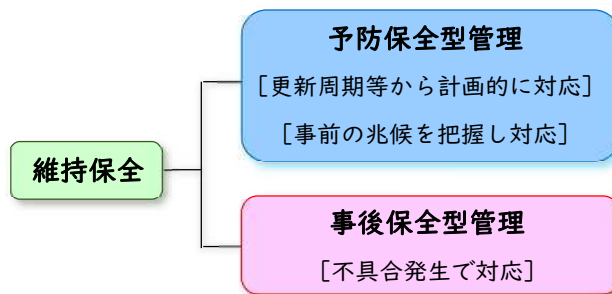 予防保全型管理
［更新周期等から計画的に対応］
［事前の兆候を把握し対応］
維持保全
事後保全型管理
［不具合発生で対応］